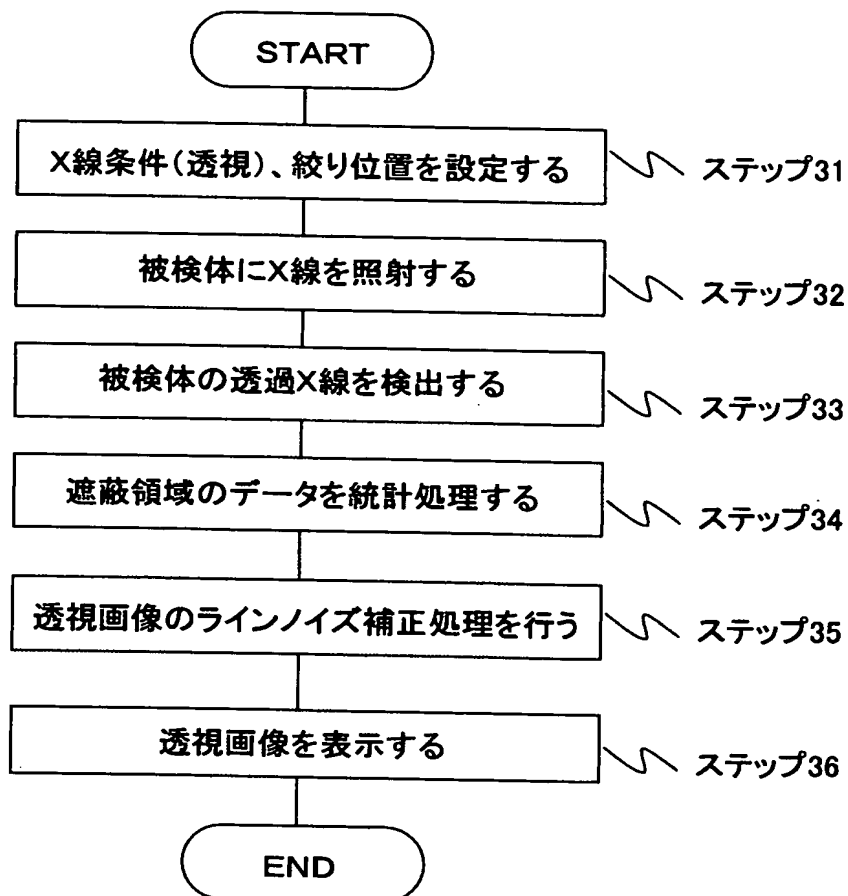 START
X線条件(透視)、絞り位置を設定する ステップ31
被検体にX線を照射する ステップ32
被検体の透過X線を検出する ステップ33
遮蔽領域のデータを統計処理する ステップ34
透視画像のラインノイズ補正処理を行う ステップ35
透視画像を表示する ステップ36
END